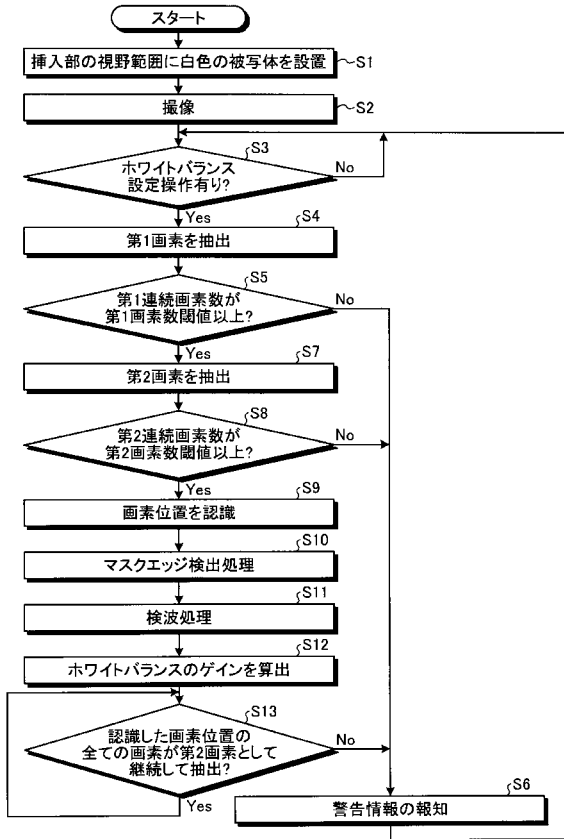 スタート
挿入部の視野範囲に白色の被写体を設置
S1
撮像
S2
S3
ホワイトバランス
設定操作有り?
No
Yes
S4
第1画素を抽出
S5
第1連続画素数が
第1画素数閾値以上?
No
Yes
S7
第2画素を抽出
S8
第2連続画素数が
第2画素数閾値以上?
No
Yes
S9
画素位置を認識
S10
マスクエッジ検出処理
S11
検波処理
S12
ホワイトバランスのゲインを算出
S13
認識した画素位置の
全ての画素が第2画素として
継続して抽出?
No
Yes
S6
警告情報の報知